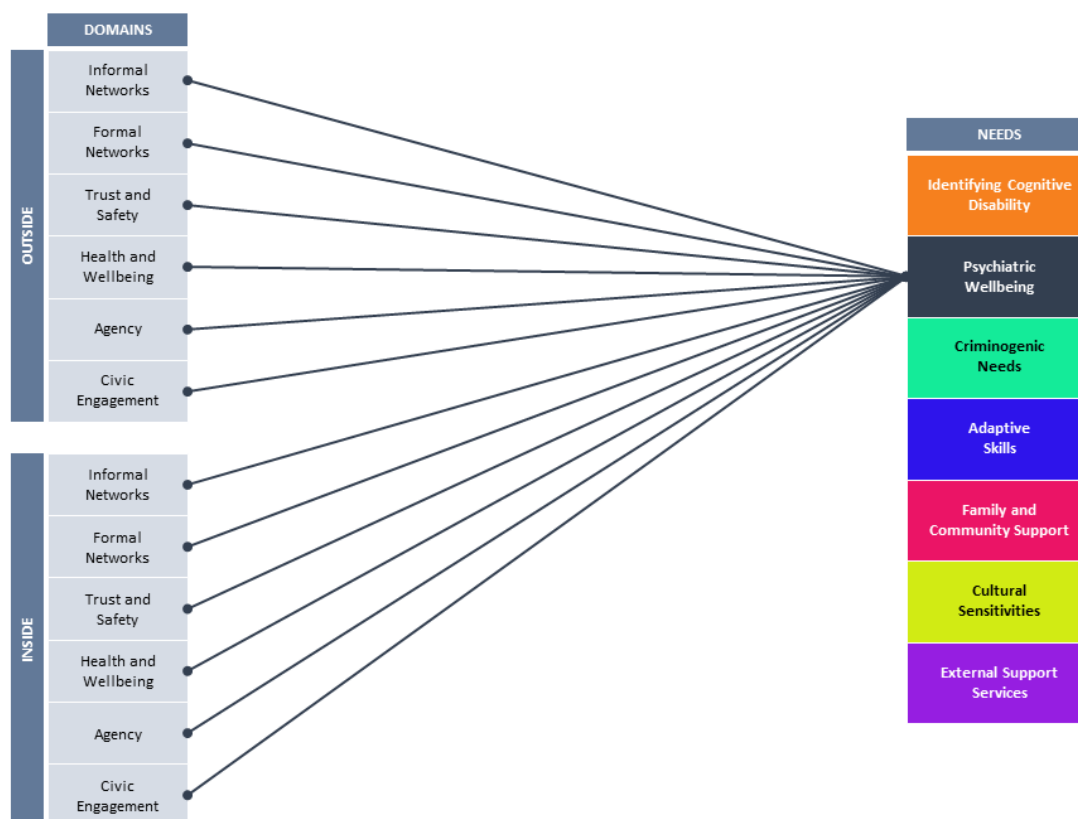 DOMAINS
OUTSIDE
Informal
Networks
Formal
Networks
Trust and
Safety
Health and
Wellbeing
Agency
Civic
Engagement
INSIDE
Informal
Networks
Formal
Networks
Trust and
Safety
Health and
Wellbeing
Agency
Civic
Engagement
NEEDS
Identifying Cognitive
Disability
Psychiatric
Wellbeing
Criminogenic
Needs
Adaptive
Skills
Family and
Community Support
Cultural
Sensitivities
External Support
Services